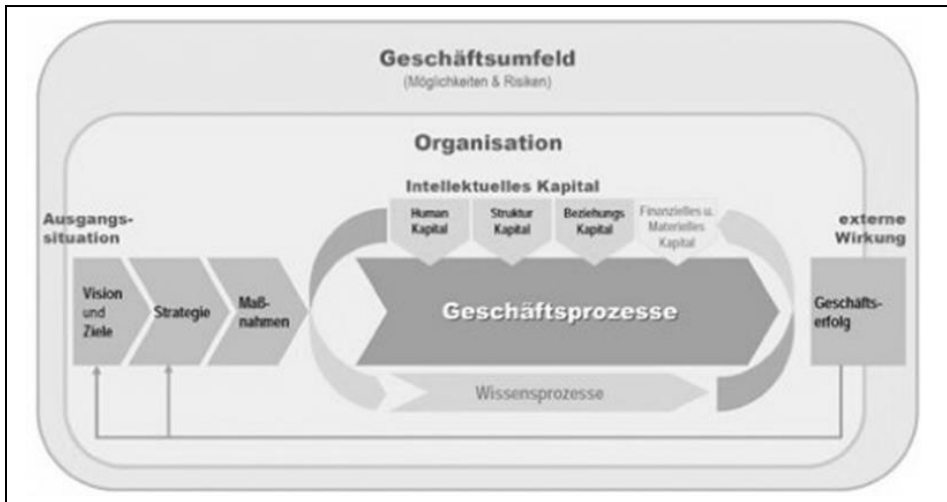 Geschäftsumfeld
(Möglichkeiten & Risiken)
Organisation
Intellektuelles Kapital
Ausgangs-
situation
Human
Kapital
Struktur
Kapital
Beziehungs
Kapital
Finanzielles u.
Materielles
Kapital
externe
Wirkung
Vision
und
Ziele
Strategie
Maß-
nahmen
Geschäftsprozesse
Geschäfts-
erfolg
Wissensprozesse